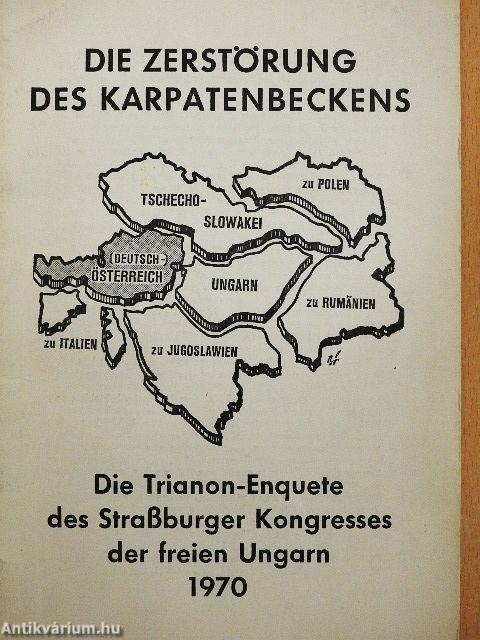 DIE ZERSTÖRUNG
DES KARPATENBECKENS
zu POLEN
TSCHECHO-
SLOWAKEI
(DEUTSCH-)
ÖSTERREICH
UNGARN
zu RUMÄNIEN
zu ITALIEN
zu JUGOSLAWIEN
Die Trianon-Enquete
des Straßburger Kongresses
der freien Ungarn
1970
Antikvárium.hu